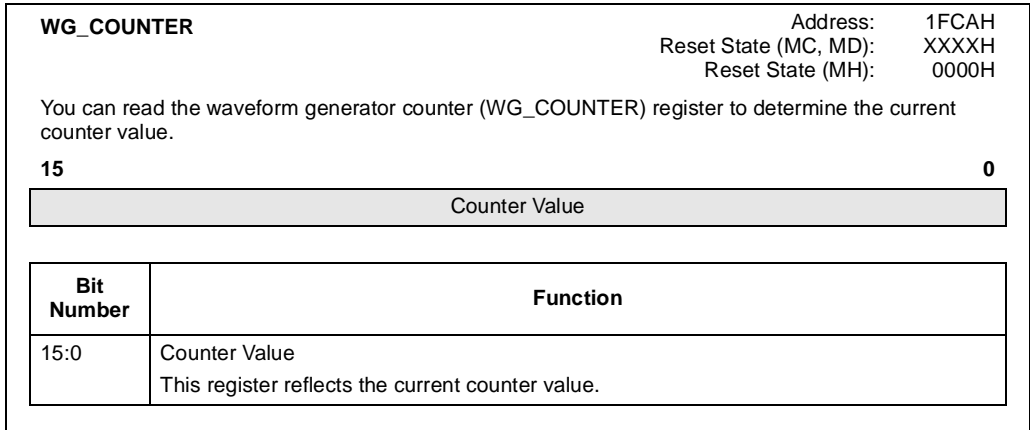 WG_COUNTER Address: 1FCAH
Reset State (MC, MD): XXXXH
Reset State (MH): 0000H
You can read the waveform generator counter (WG_COUNTER) register to determine the current
counter value.
15 0
Counter Value
Bit Number Function
15:0 Counter Value
This register reflects the current counter value.